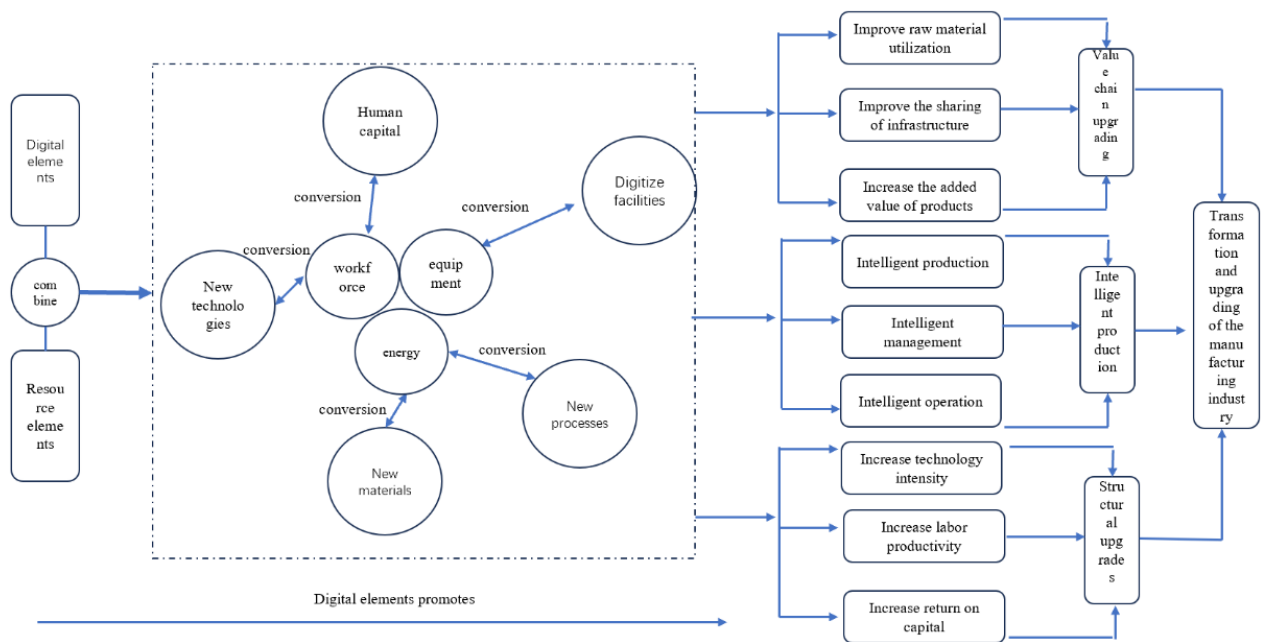 Digital
eleme
nts
com
bine
Resou
rce
eleme
nts
Human
capital
conversion
conversion
New
technolo
gies
workf
orce
equip
ment
conversion
Digitize
facilities
energy
conversion
New
processes
conversion
New
materials
Digital elements promotes
Improve raw material
utilization
Improve the sharing
of infrastructure
Increase the added
value of products
Valu
e
chai
n
upgr
ading
Intelligent production
Intelligent
management
Intelligent operation
Inte
llige
nt
pro
duct
ion
Increase technology
intensity
Increase labor
productivity
Increase return on
capital
Stru
ctur
al
upg
rade
s
Trans
forma
tion
and
upgra
ding
of the
manu
factur
ing
indust
ry